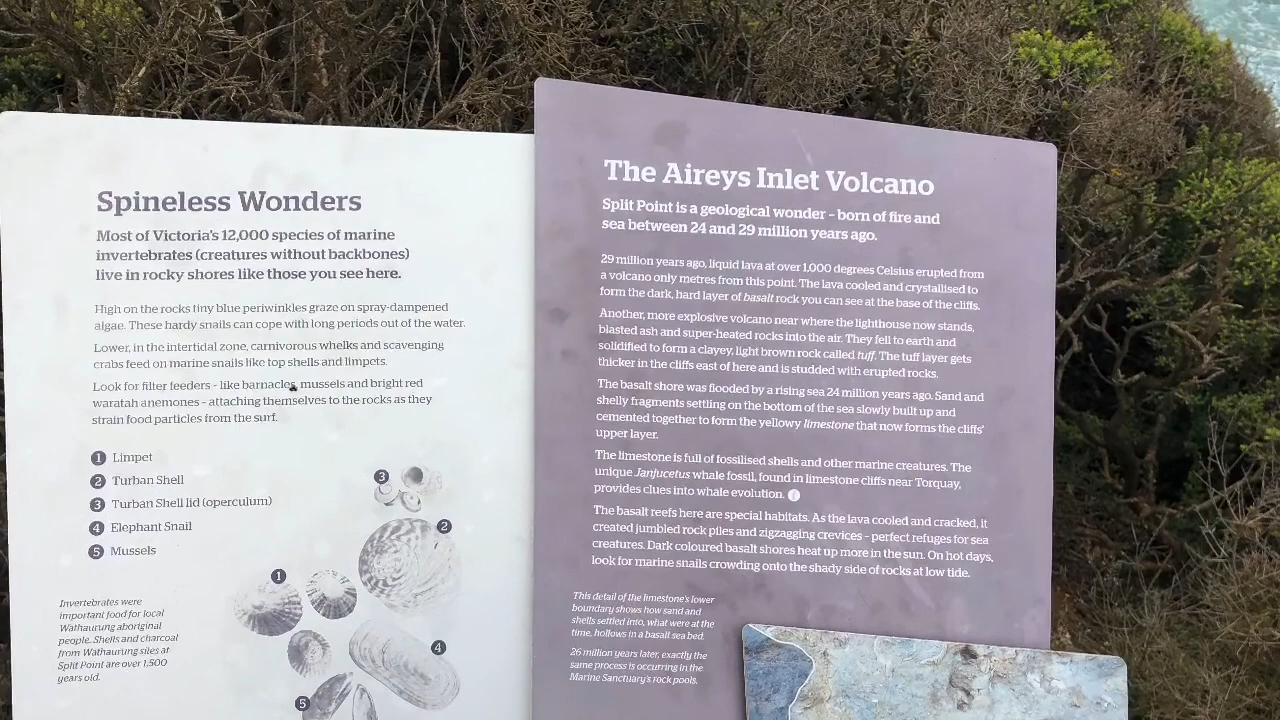 Spineless Wonders
Most of Victoria's 12,000 species of marine
invertebrates (creatures without backbones)
live in rocky shores like those you see here.
High on the rocks tiny blue periwinkles graze on spray-dampened
algae. These hardy snails can cope with long periods out of the water.
Lower, in the intertidal zone, carnivorous whelks and scavenging
crabs feed on marine snails like top shells and limpets.
Look for filter feeders - like barnacles, mussels and bright red
waratah anemones - attaching themselves to the rocks as they
strain food particles from the surf.
1 Limpet
2 Turban Shell
3 Turban Shell lid (operculum)
4 Elephant Snail
5 Mussels
3
2
1
4
5
Invertebrates were
important food for local
Wathaurung aboriginal
people. Shells and charcoal
from Wathaurung sites at
Split Point are over 1,500
years old.
The Aireys Inlet Volcano
Split Point is a geological wonder - born of fire and
sea between 24 and 29 million years ago.
29 million years ago, liquid lava at over 1,000 degrees Celsius erupted from
a volcano only metres from this point. The lava cooled and crystallised to
form the dark, hard layer of basalt rock you can see at the base of the cliffs.
Another, more explosive volcano near where the lighthouse now stands,
blasted ash and super-heated rocks into the air. They fell to earth and
solidified to form a clayey, light brown rock called tuff. The tuff layer gets
thicker in the cliffs east of here and is studded with erupted rocks.
The basalt shore was flooded by a rising sea 24 million years ago. Sand and
shelly fragments settling on the bottom of the sea slowly built up and
cemented together to form the yellowy limestone that now forms the cliffs'
upper layer.
The limestone is full of fossilised shells and other marine creatures. The
unique Janjucetus whale fossil, found in limestone cliffs near Torquay,
provides clues into whale evolution.
The basalt reefs here are special habitats. As the lava cooled and cracked, it
created jumbled rock piles and zigzagging crevices - perfect refuges for sea
creatures. Dark coloured basalt shores heat up more in the sun. On hot days,
look for marine snails crowding onto the shady side of rocks at low tide.
This detail of the limestone's lower
boundary shows how sand and
shells settled into, what were at the
time, hollows in a basalt sea bed.
26 million years later, exactly the
same process is occurring in the
Marine Sanctuary's rock pools.